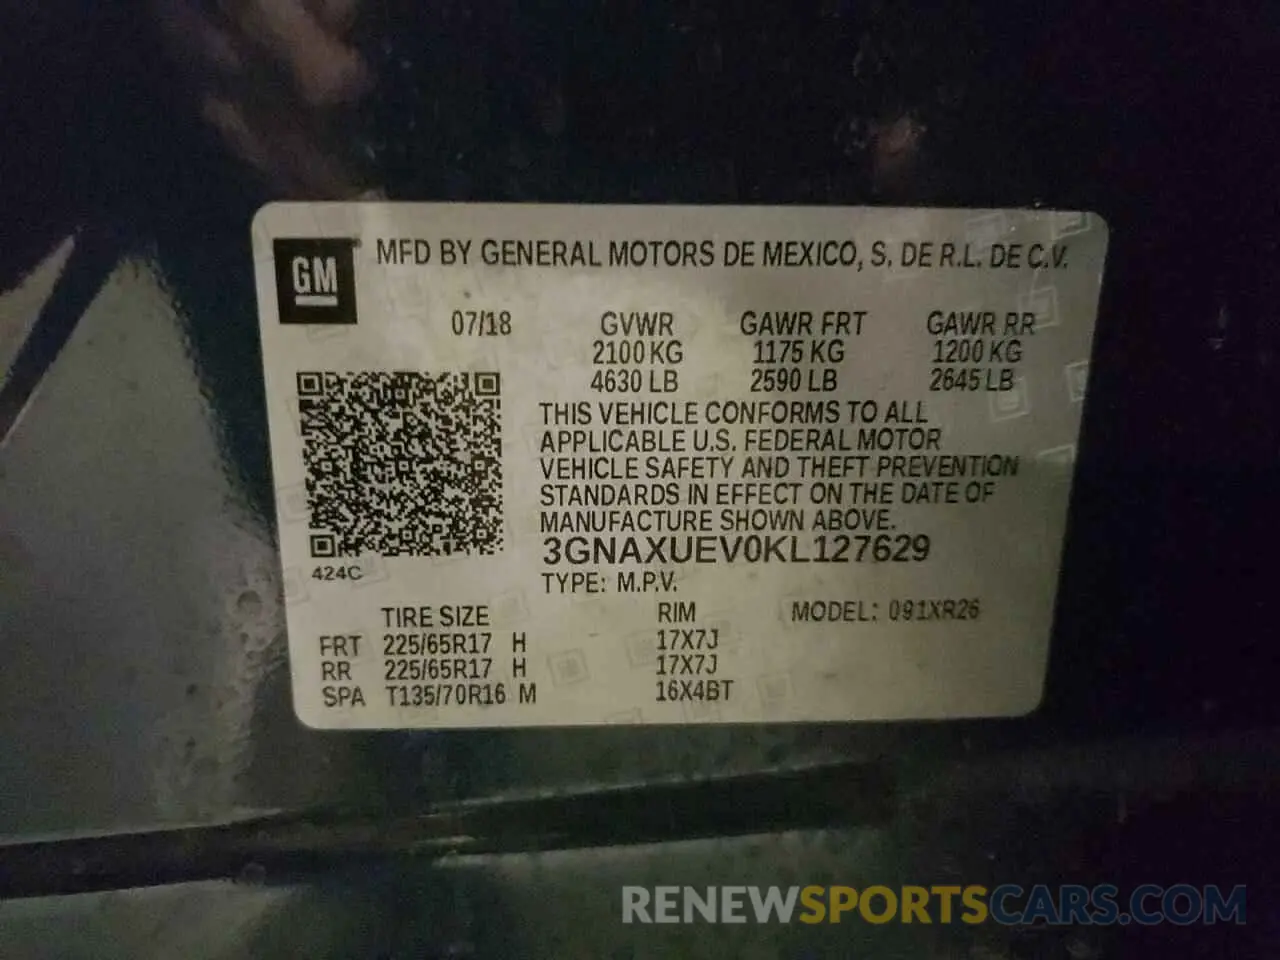 GM
MFD BY GENERAL MOTORS DE MEXICO, S. DE R.L. DE C.V.
07/18 GVWR GAWR FRT GAWR RR
2100 KG 1175 KG 1200 KG
4630 LB 2590 LB 2645 LB
THIS VEHICLE CONFORMS TO ALL
APPLICABLE U.S. FEDERAL MOTOR
VEHICLE SAFETY AND THEFT PREVENTION
STANDARDS IN EFFECT ON THE DATE OF
MANUFACTURE SHOWN ABOVE.
3GNAXUEV0KL127629
424C
TYPE: M.P.V.
TIRE SIZE RIM MODEL: 091XR26
FRT 225/65R17 H 17X7J
RR 225/65R17 H 17X7J
SPA T135/70R16 M 16X4BT
RENEWSPORTSCARS.COM